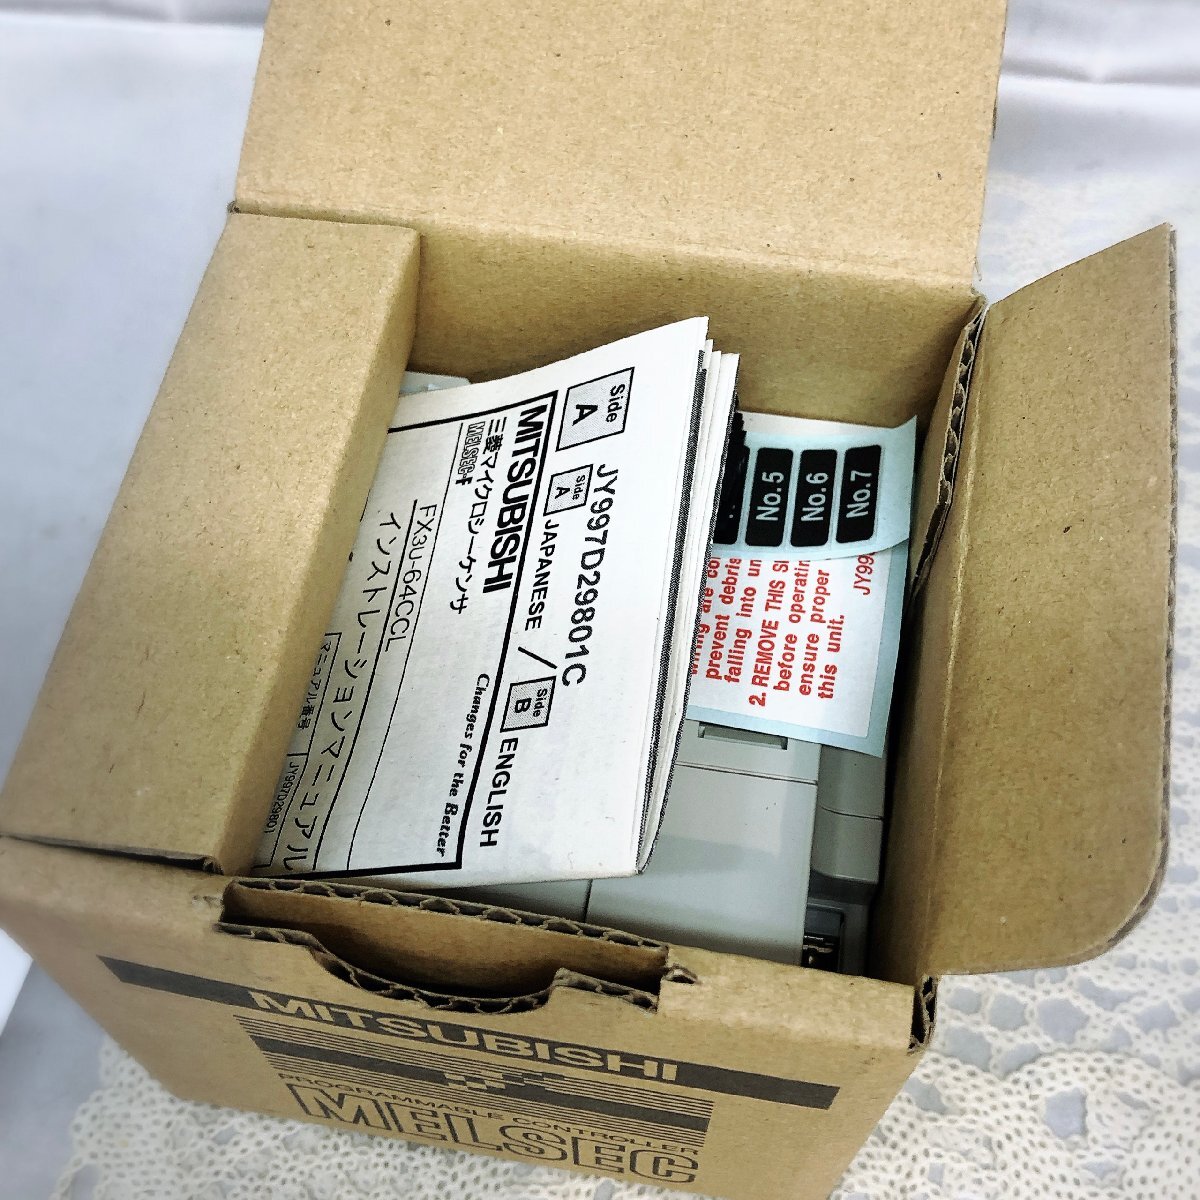 JY997D29801C
Side A JAPANESE / Side B ENGLISH
Side A
MITSUBISHI
Changes for the Better
三菱マイクロシーケンサ
MELSEC-F
FX3U-64CCL
インストレーションマニュアル
マニュアル番号 JY997D29801
No.5
No.6
No.7
prevent debris
falling into
2. REMOVE THIS
before
ensure proper
this unit.
MITSUBISHI
PROGRAMMABLE CONTROLLER
MELSEC